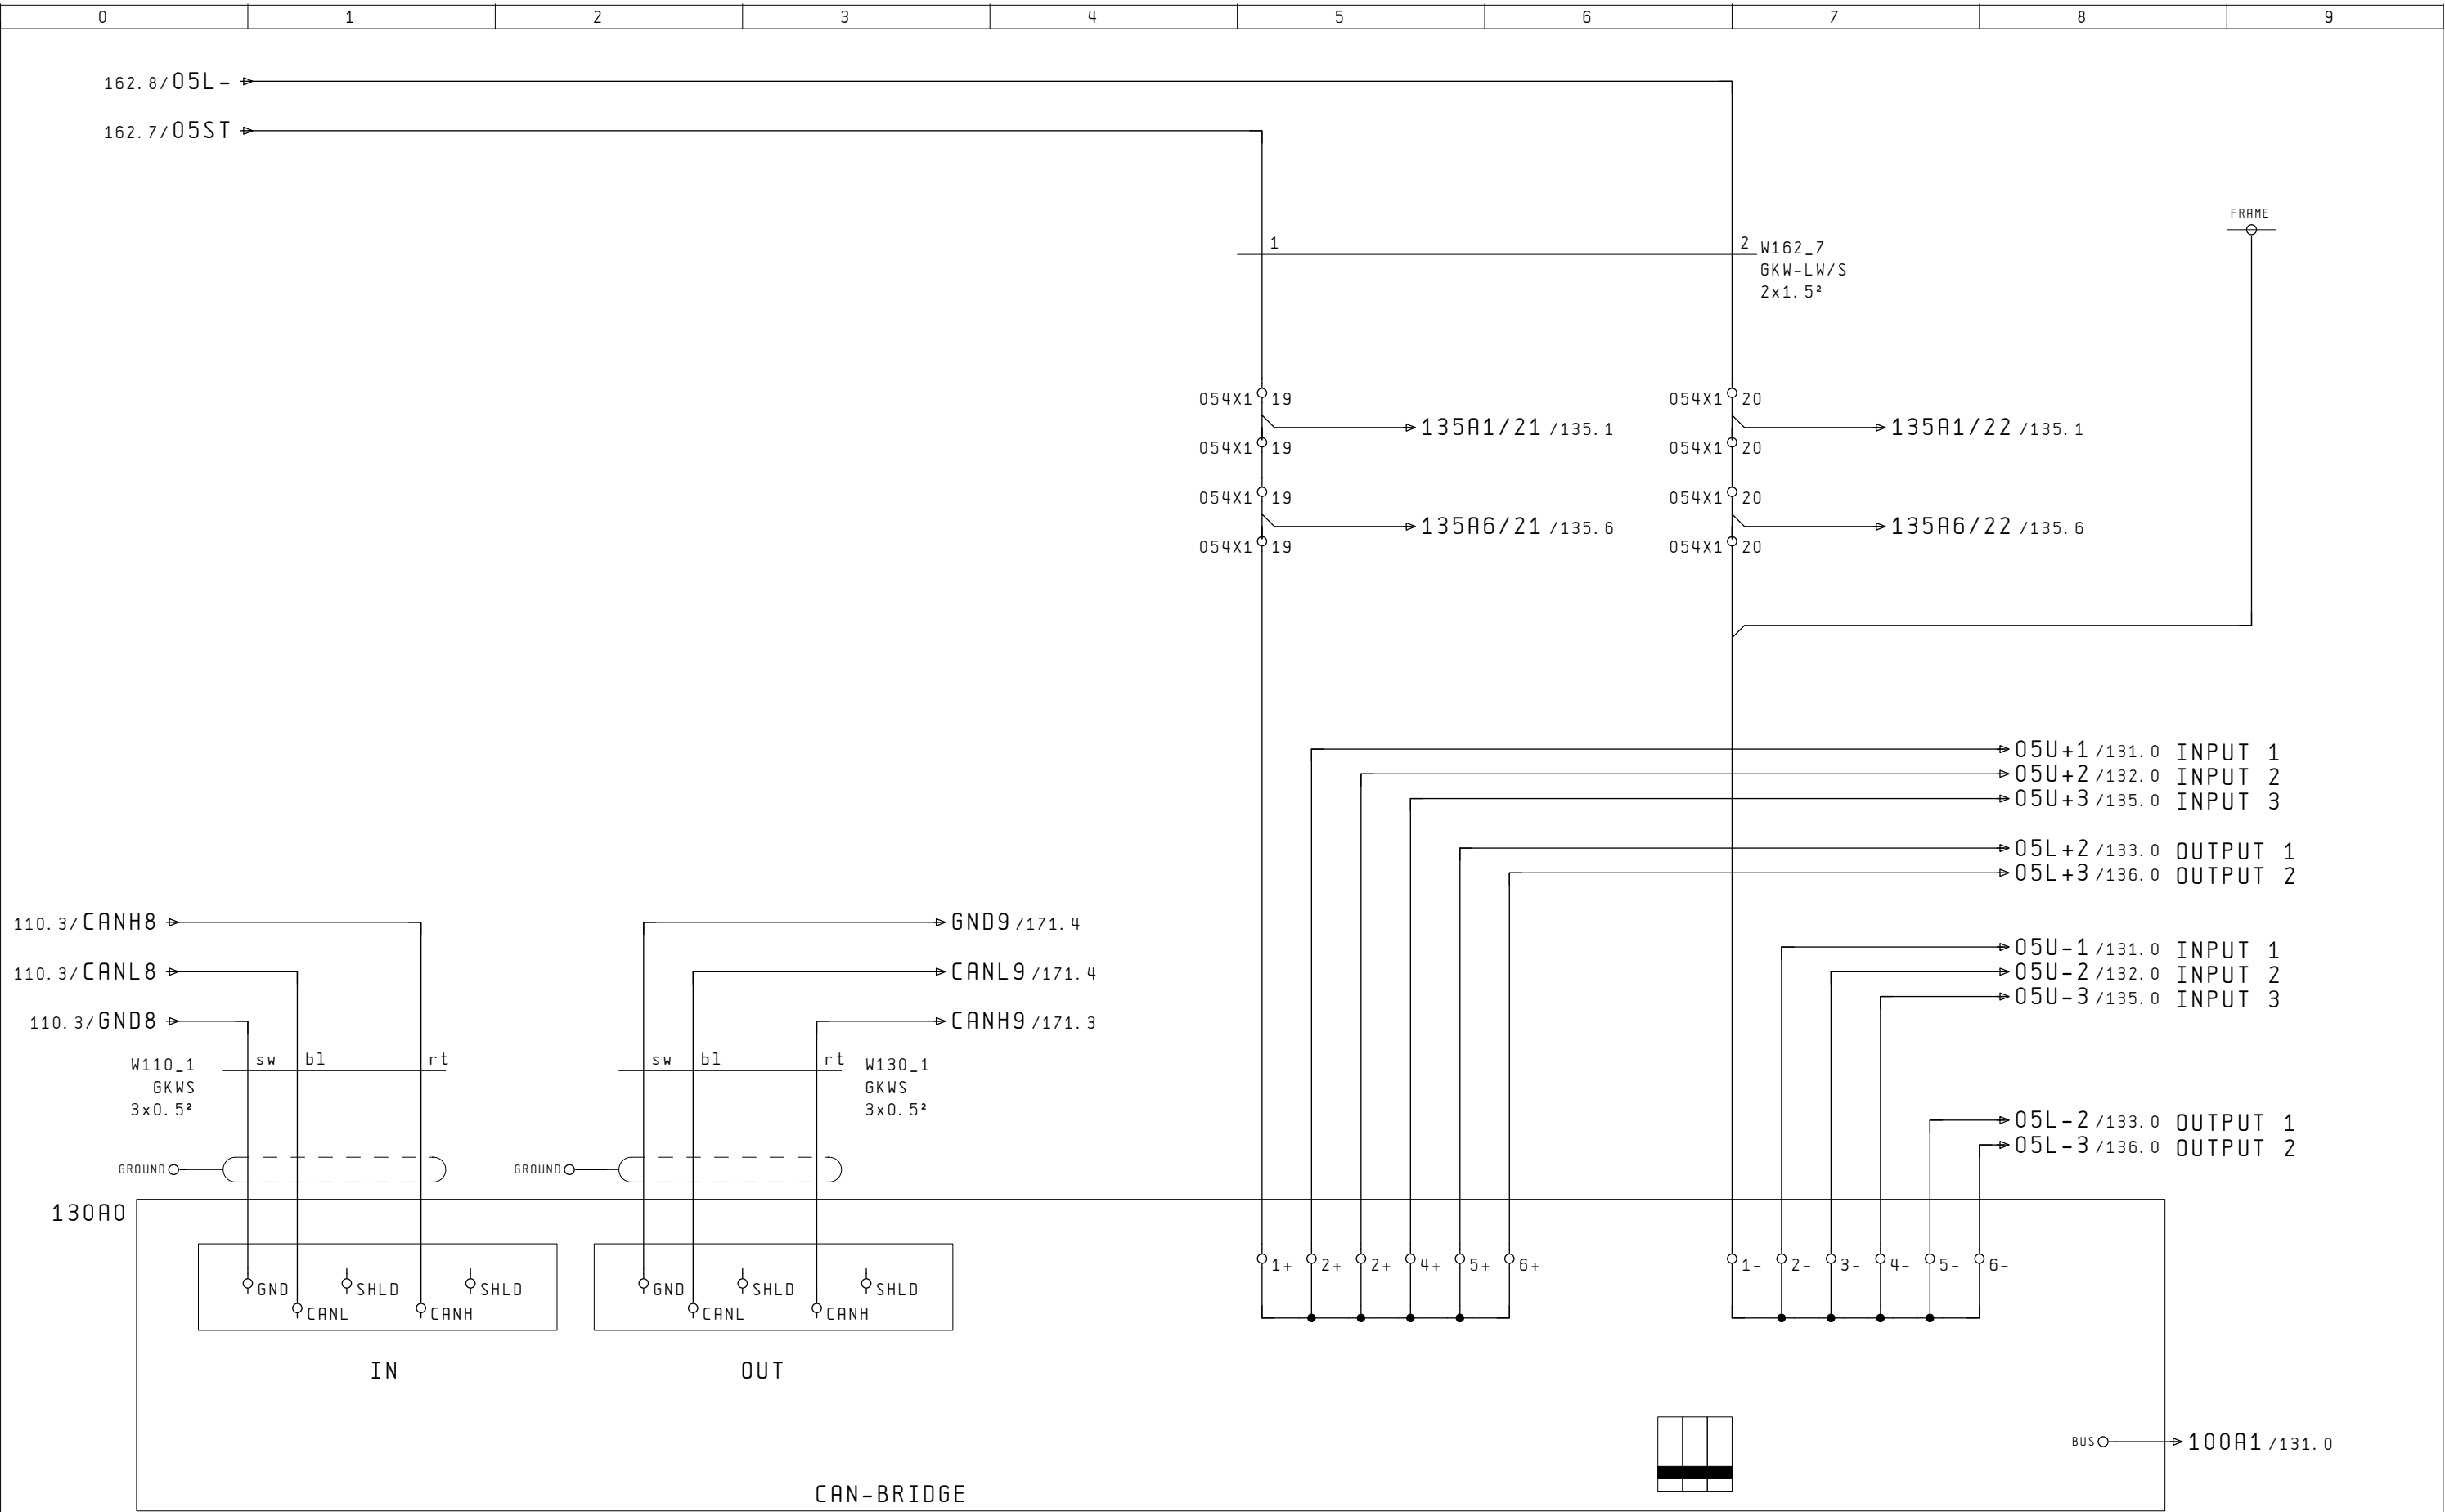 0 1 2 3 4 5 6 7 8 9
162.8/05L-
162.7/05ST
FRAME
1 2 W162_7
GKW-LW/S
2x1.5²
054X1 19 054X1 20
135A1/21 /135.1 135A1/22 /135.1
054X1 19 054X1 20
054X1 19 054X1 20
135A6/21 /135.6 135A6/22 /135.6
054X1 19 054X1 20
05U+1 /131.0 INPUT 1
05U+2 /132.0 INPUT 2
05U+3 /135.0 INPUT 3
05L+2 /133.0 OUTPUT 1
05L+3 /136.0 OUTPUT 2
110.3/CANH8 GND9 /171.4
05U-1 /131.0 INPUT 1
110.3/CANL8 CANL9 /171.4 05U-2 /132.0 INPUT 2
05U-3 /135.0 INPUT 3
110.3/GND8 CANH9 /171.3
W110_1 sw bl rt sw bl rt W130_1
GKWS GKWS
3x0.5² 3x0.5²
05L-2 /133.0 OUTPUT 1
05L-3 /136.0 OUTPUT 2
GROUND GROUND
130A0
1+ 2+ 2+ 4+ 5+ 6+ 1- 2- 3- 4- 5- 6-
GND SHLD SHLD GND SHLD SHLD
CANL CANH CANL CANH
IN OUT
BUS 100A1 /131.0
CAN-BRIDGE